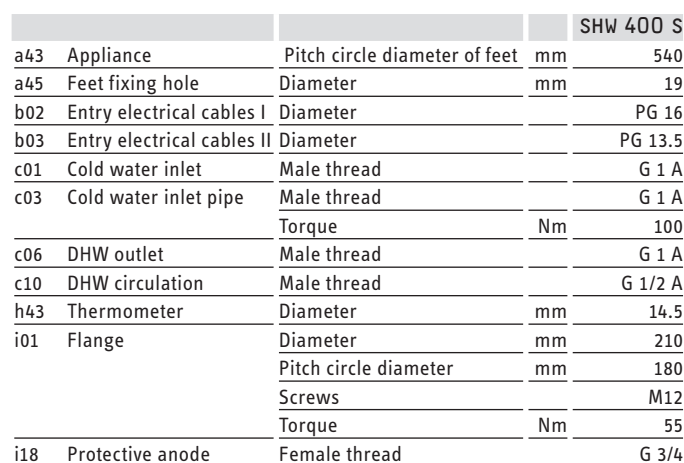 SHW 400 S
a43 Appliance Pitch circle diameter of feet mm 540
a45 Feet fixing hole Diameter mm 19
b02 Entry electrical cables I Diameter PG 16
b03 Entry electrical cables II Diameter PG 13.5
c01 Cold water inlet Male thread G 1 A
c03 Cold water inlet pipe Male thread G 1 A
Torque Nm 100
c06 DHW outlet Male thread G 1 A
c10 DHW circulation Male thread G 1/2 A
h43 Thermometer Diameter mm 14.5
i01 Flange Diameter mm 210
Pitch circle diameter mm 180
Screws M12
Torque Nm 55
i18 Protective anode Female thread G 3/4